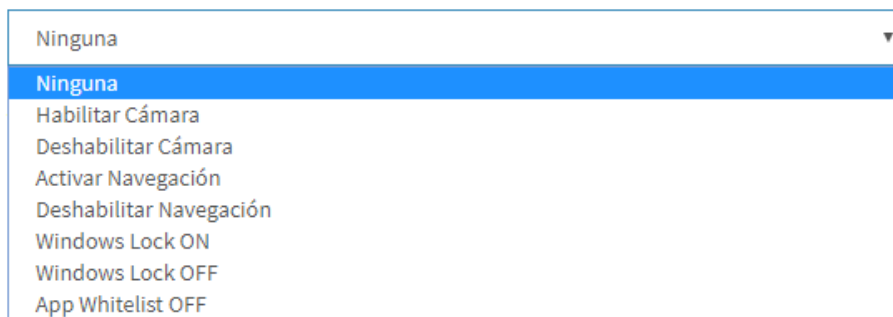 Ninguna
Ninguna
Habilitar Cámara
Deshabilitar Cámara
Activar Navegación
Deshabilitar Navegación
Windows Lock ON
Windows Lock OFF
App Whitelist OFF